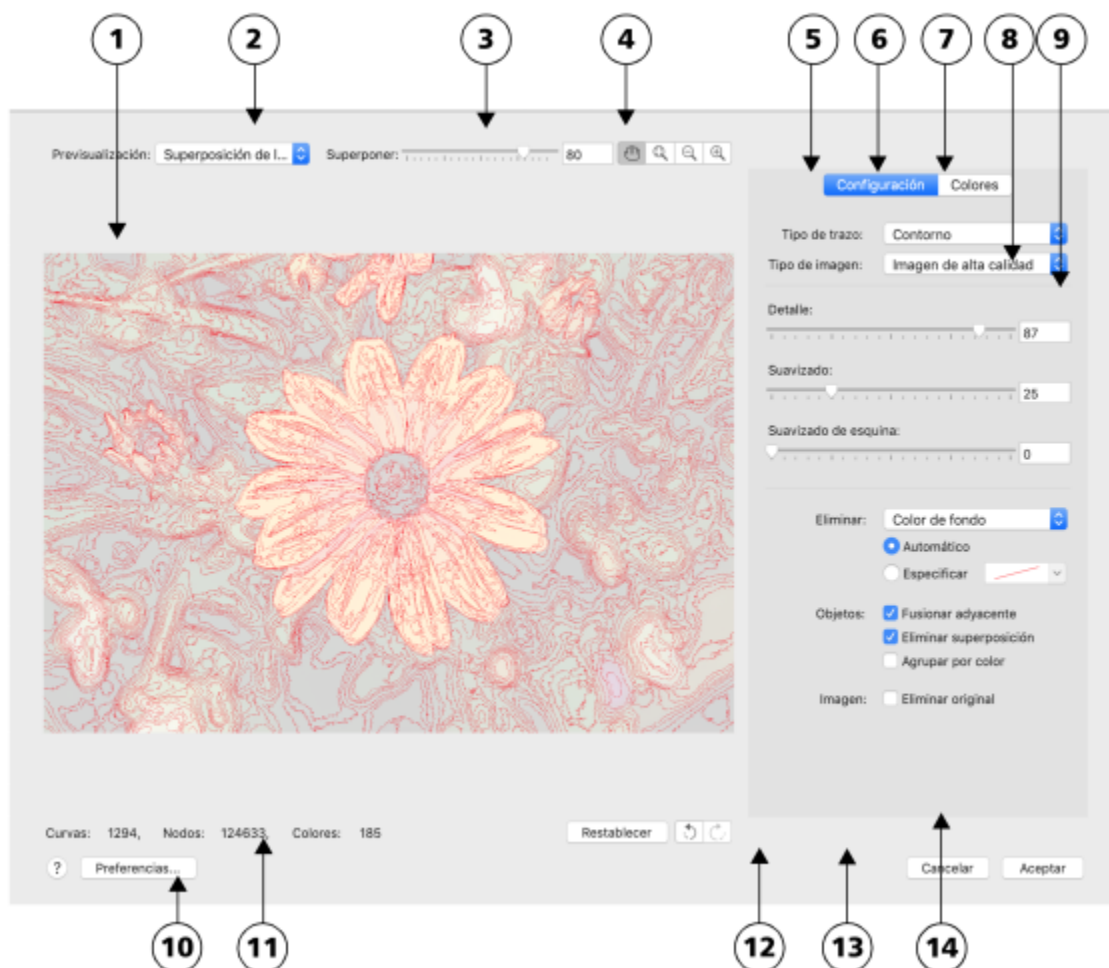 1 2 3 4 5 6 7 8 9
Previsualización: Superposición de l... Superponer: 80
Configuración Colores
Tipo de trazo: Contorno
Tipo de imagen: Imagen de alta calidad
Detalle:
87
Suavizado:
25
Suavizado de esquina:
0
Eliminar: Color de fondo
Automático
Especificar
Objetos: Fusionar adyacente
Eliminar superposición
Agrupar por color
Imagen: Eliminar original
Curvas: 1294, Nodos: 124633, Colores: 185 Restablecer
? Preferencias... Cancelar Aceptar
10 11 12 13 14